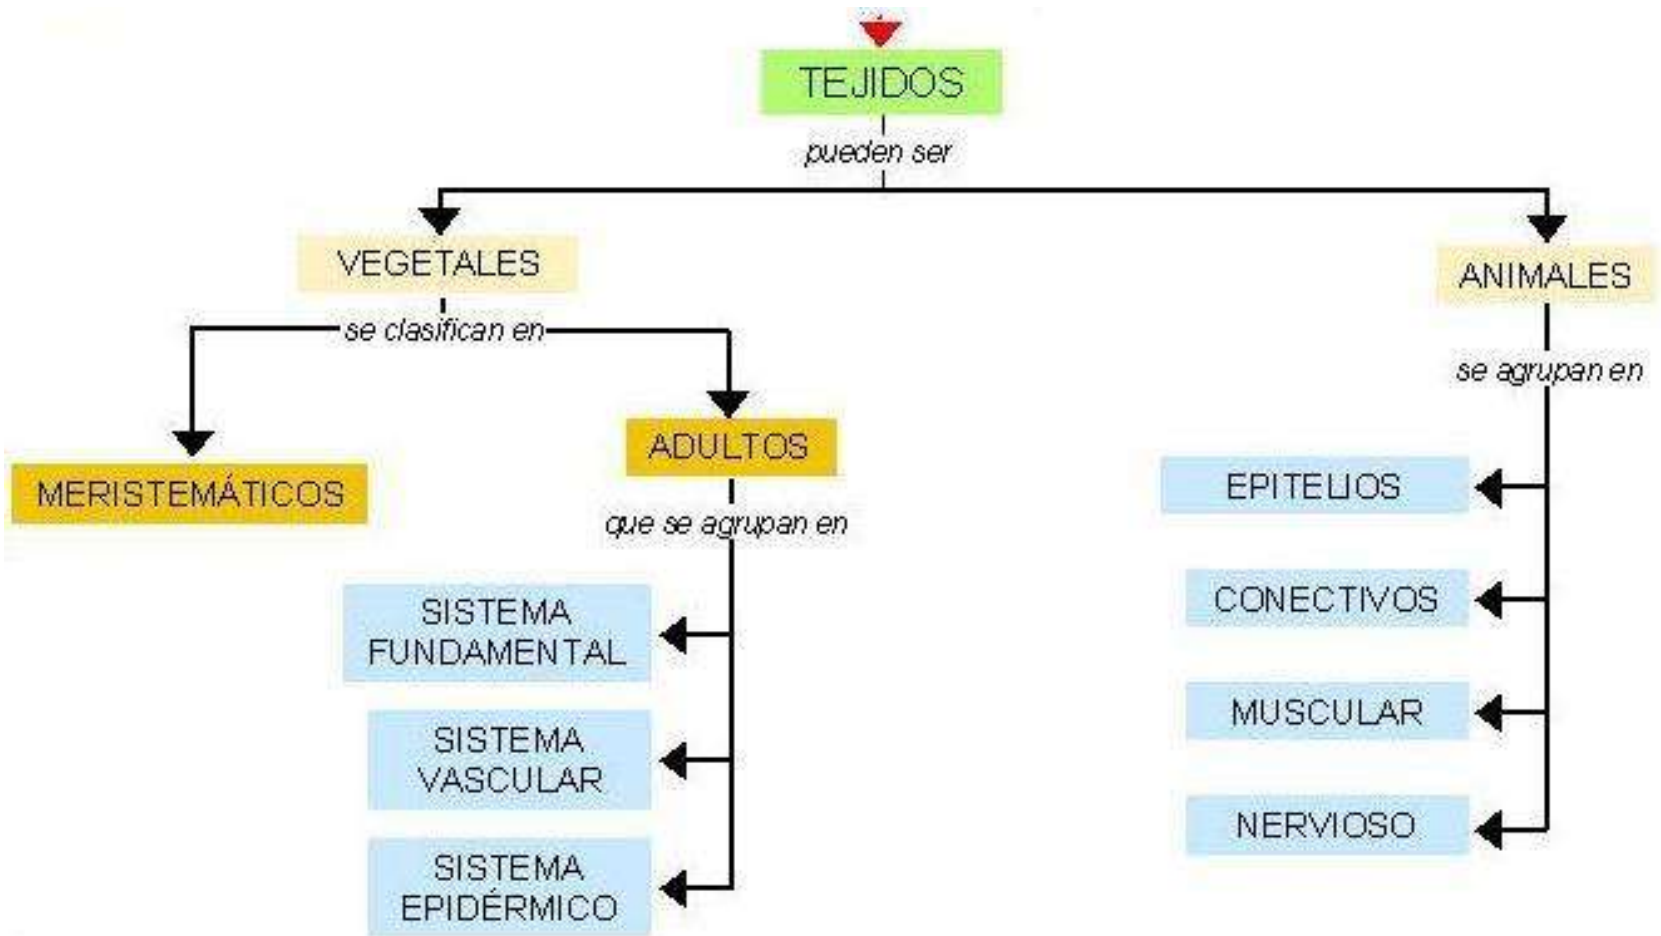 TEJIDOS
pueden ser
VEGETALES
ANIMALES
se clasifican en
se agrupan en
MERISTEMÁTICOS
ADULTOS
que se agrupan en
SISTEMA
FUNDAMENTAL
SISTEMA
VASCULAR
SISTEMA
EPIDÉRMICO
EPITELIOS
CONECTIVOS
MUSCULAR
NERVIOSO